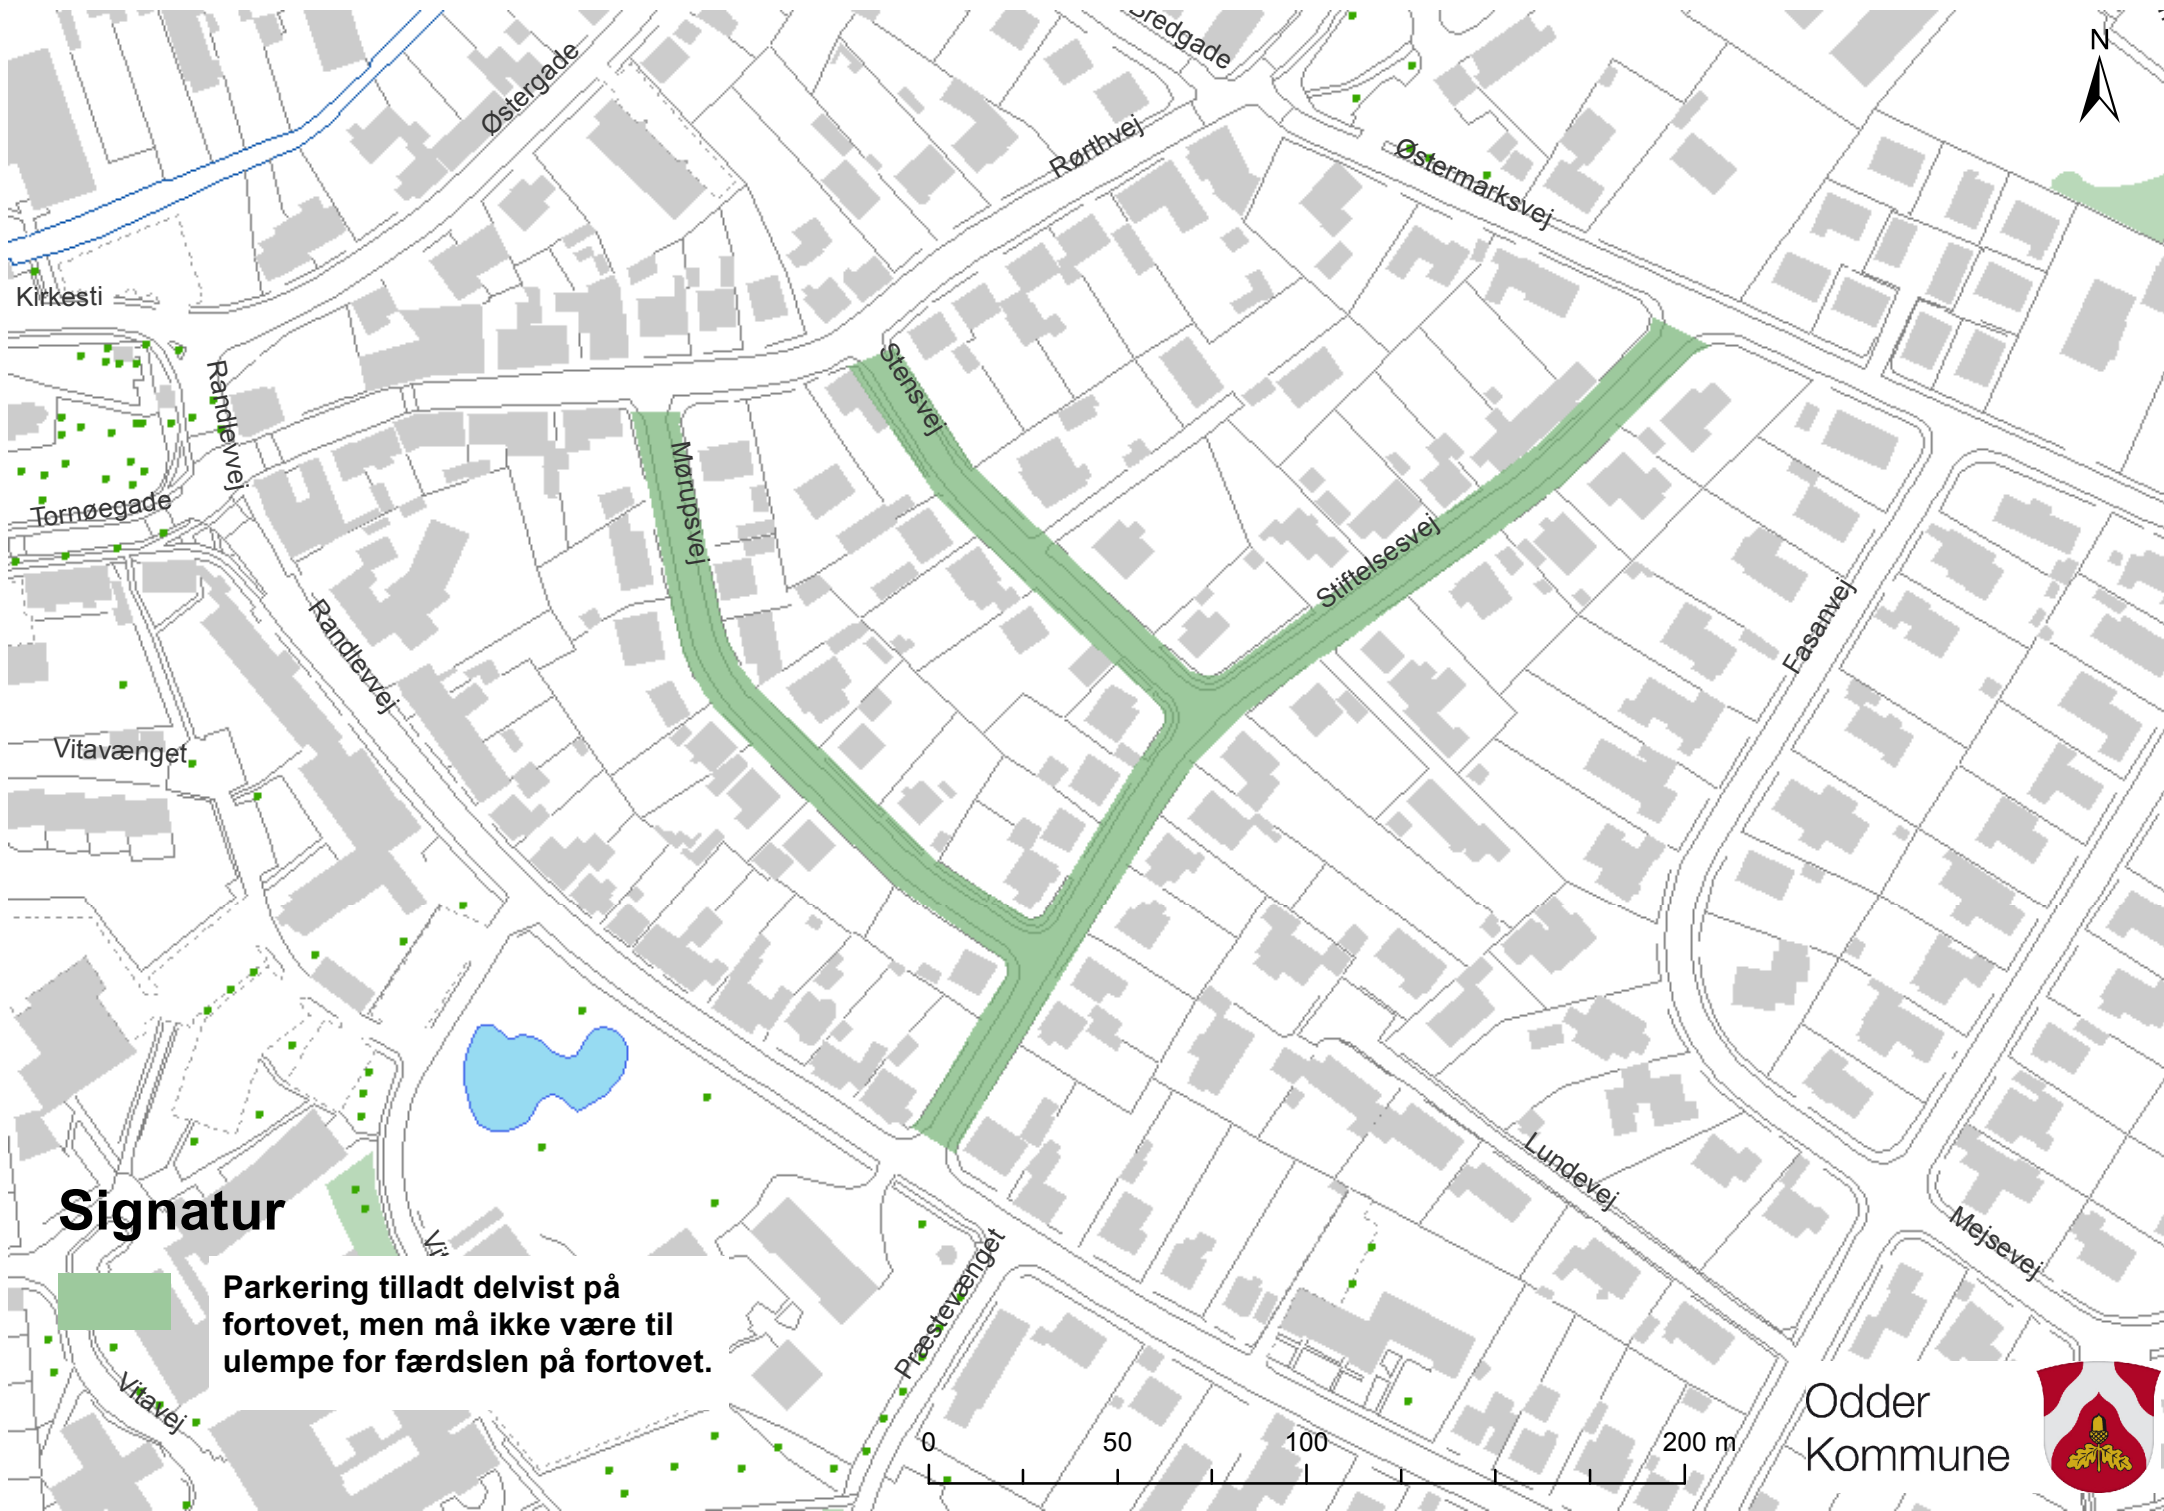 Bredgade
N
Østergade
Rørthvej
Østermarksvej
Kirkesti
Randlevvej
Stensvej
Mørupsvej
Tornøegade
Stiftelsesvej
Fasanvej
Randlevvej
Vitavænget
Lundevej
Signatur
Mejsevej
Præstevænget
Parkering tilladt delvist på
fortovet, men må ikke være til
ulempe for færdslen på fortovet.
Vitavej
Odder
Kommune
0 50 100 200 m